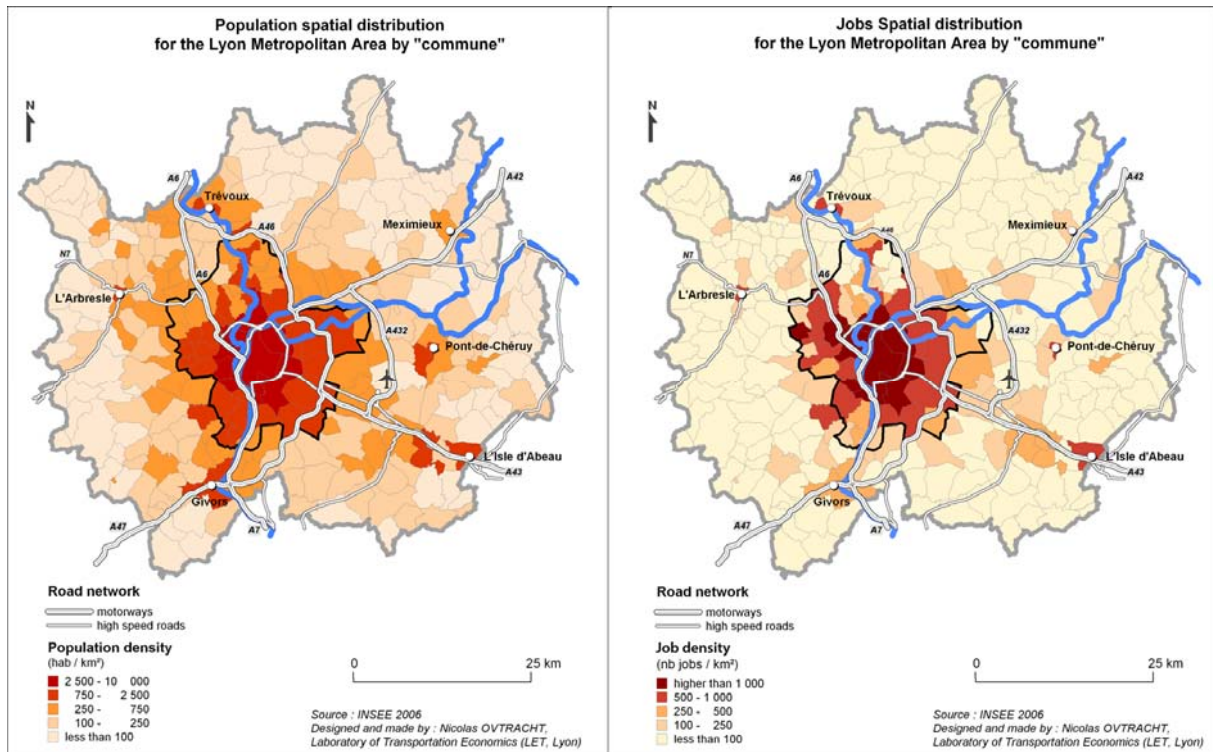 Population spatial distribution
for the Lyon Metropolitan Area by "commune"
N
A6
Trévoux
A42
A46
Meximieux
N7
A6
L'Arbresle
A432
Pont-de-Chéruy
L'Isle d'Abeau
A43
Givors
A47
A7
Road network
motorways
high speed roads
Population density
(hab / km²)
2 500 - 10 000
750 - 2 500
250 - 750
100 - 250
less than 100
0 25 km
Source : INSEE 2006
Designed and made by : Nicolas OVTRACHT,
Laboratory of Transportation Economics (LET, Lyon)
Jobs Spatial distribution
for the Lyon Metropolitan Area by "commune"
N
A6
Trévoux
A42
A46
Meximieux
N7
A6
L'Arbresle
A432
Pont-de-Chéruy
L'Isle d'Abeau
A43
Givors
A47
A7
Road network
motorways
high speed roads
Job density
(nb jobs / km²)
higher than 1 000
500 - 1 000
250 - 500
100 - 250
less than 100
0 25 km
Source : INSEE 2006
Designed and made by : Nicolas OVTRACHT,
Laboratory of Transportation Economics (LET, Lyon)